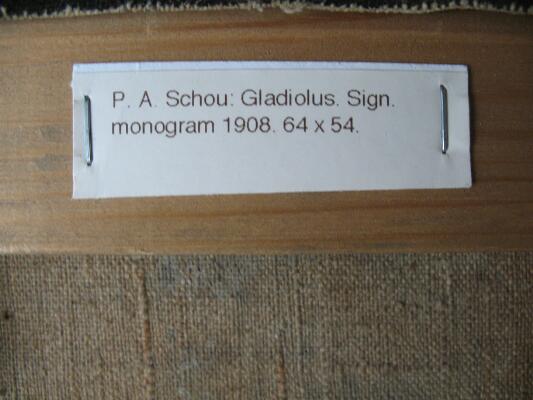 P. A. Schou: Gladiolus. Sign.
monogram 1908. 64 x 54.